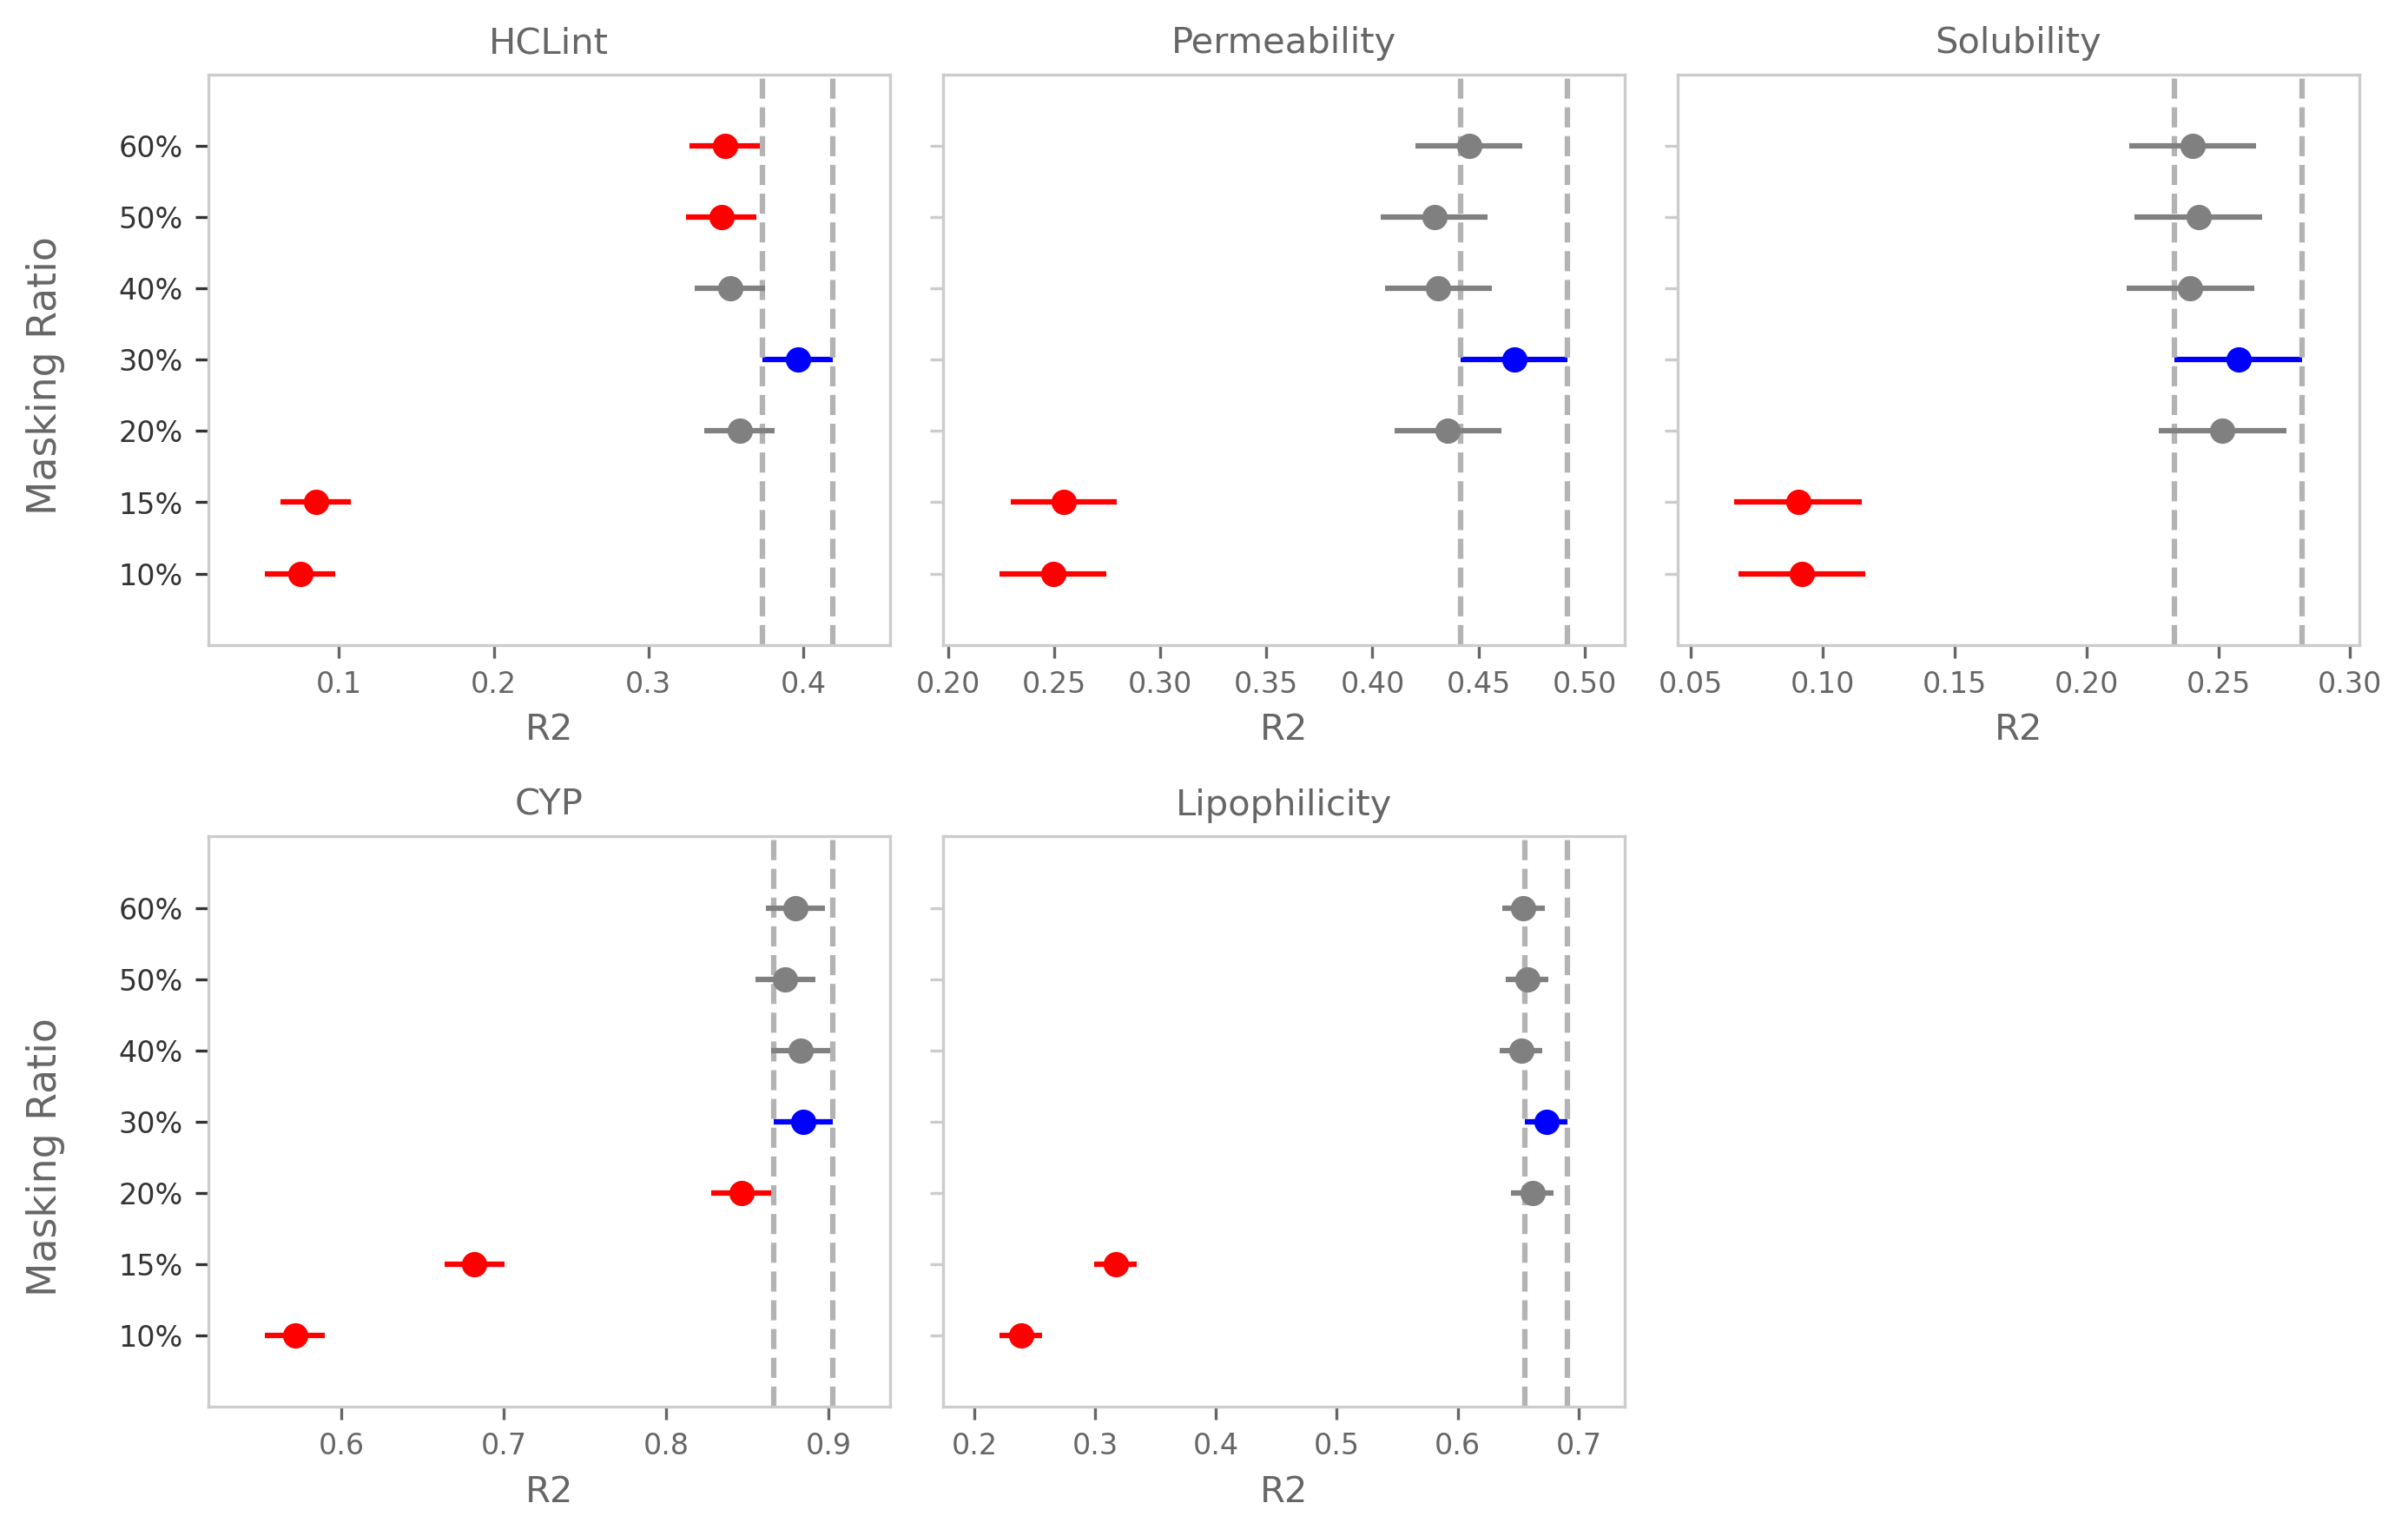 HCLint
Permeability
Solubility
Masking Ratio
60%
50%
40%
30%
20%
15%
10%
0.1 0.2 0.3 0.4
0.20 0.25 0.30 0.35 0.40 0.45 0.50
0.05 0.10 0.15 0.20 0.25 0.30
R2
R2
R2
CYP
Lipophilicity
Masking Ratio
60%
50%
40%
30%
20%
15%
10%
0.6 0.7 0.8 0.9
0.2 0.3 0.4 0.5 0.6 0.7
R2
R2